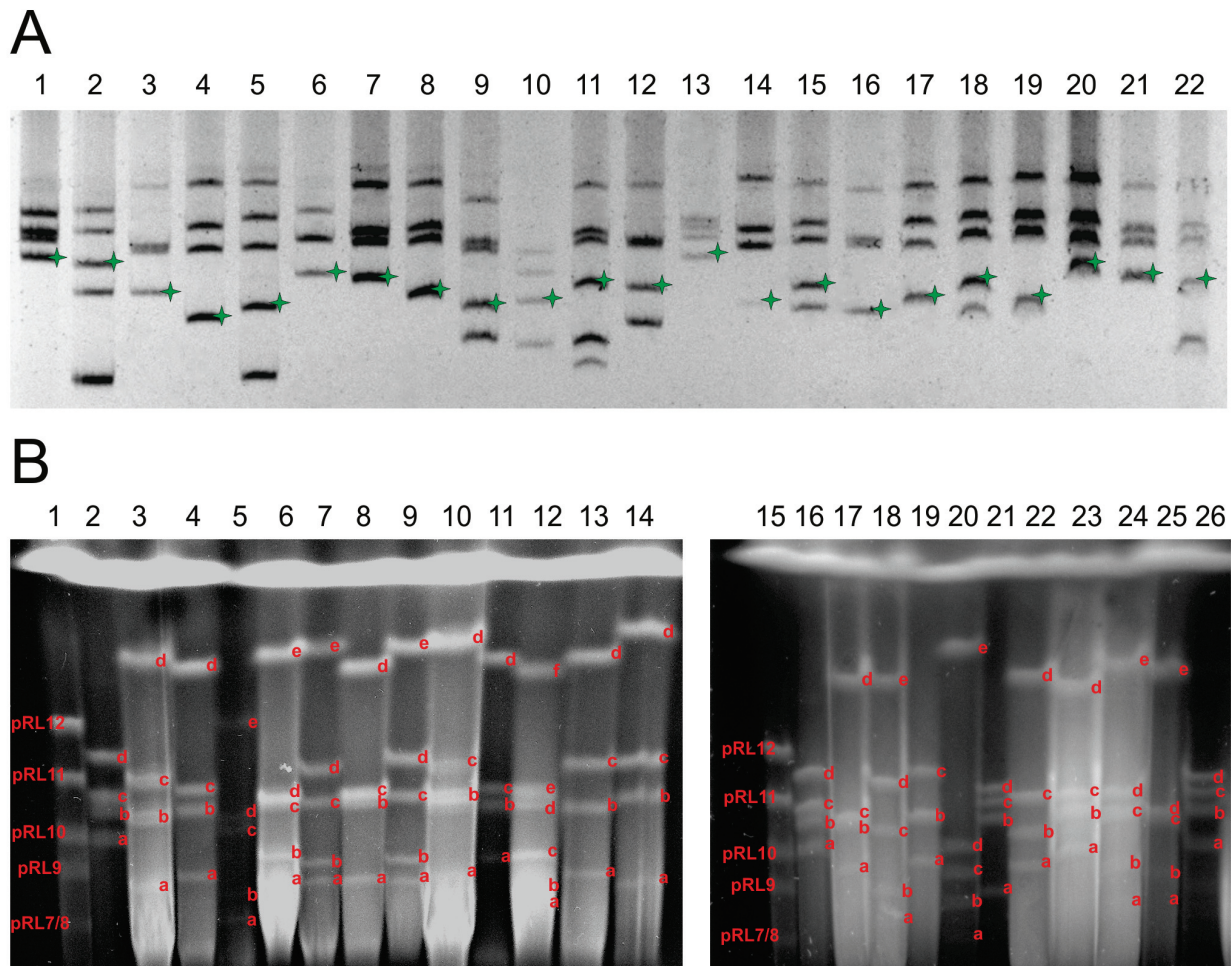 A
1 2 3 4 5 6 7 8 9 10 11 12 13 14 15 16 17 18 19 20 21 22
B
1 2 3 4 5 6 7 8 9 10 11 12 13 14
d d
e e e
d d d d f d
pRL12 e
d d d c c c
pRL11 c
c d c e
c c c c c b b
b b b d b b d b
pRL10 a c
b b b a c
pRL9 a a a a a a a a
a b b
pRL7/8 a a
15 16 17 18 19 20 21 22 23 24 25 26
e
e e
d e d d
pRL12
d d c d
d c c d c
pRL11 c c d
b c b b b c c b
b c b
pRL10 a d a a
a a c a b b
pRL9 b b a a a
a
pRL7/8 a